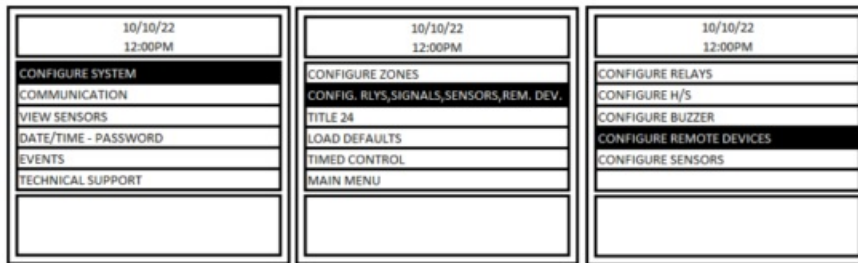 10/10/22
12:00PM
CONFIGURE SYSTEM
COMMUNICATION
VIEW SENSORS
DATE/TIME - PASSWORD
EVENTS
TECHNICAL SUPPORT
10/10/22
12:00PM
CONFIGURE ZONES
CONFIG. RLYS,SIGNALS,SENSORS,REM. DEV.
TITLE 24
LOAD DEFAULTS
TIMED CONTROL
MAIN MENU
10/10/22
12:00PM
CONFIGURE RELAYS
CONFIGURE H/S
CONFIGURE BUZZER
CONFIGURE REMOTE DEVICES
CONFIGURE SENSORS